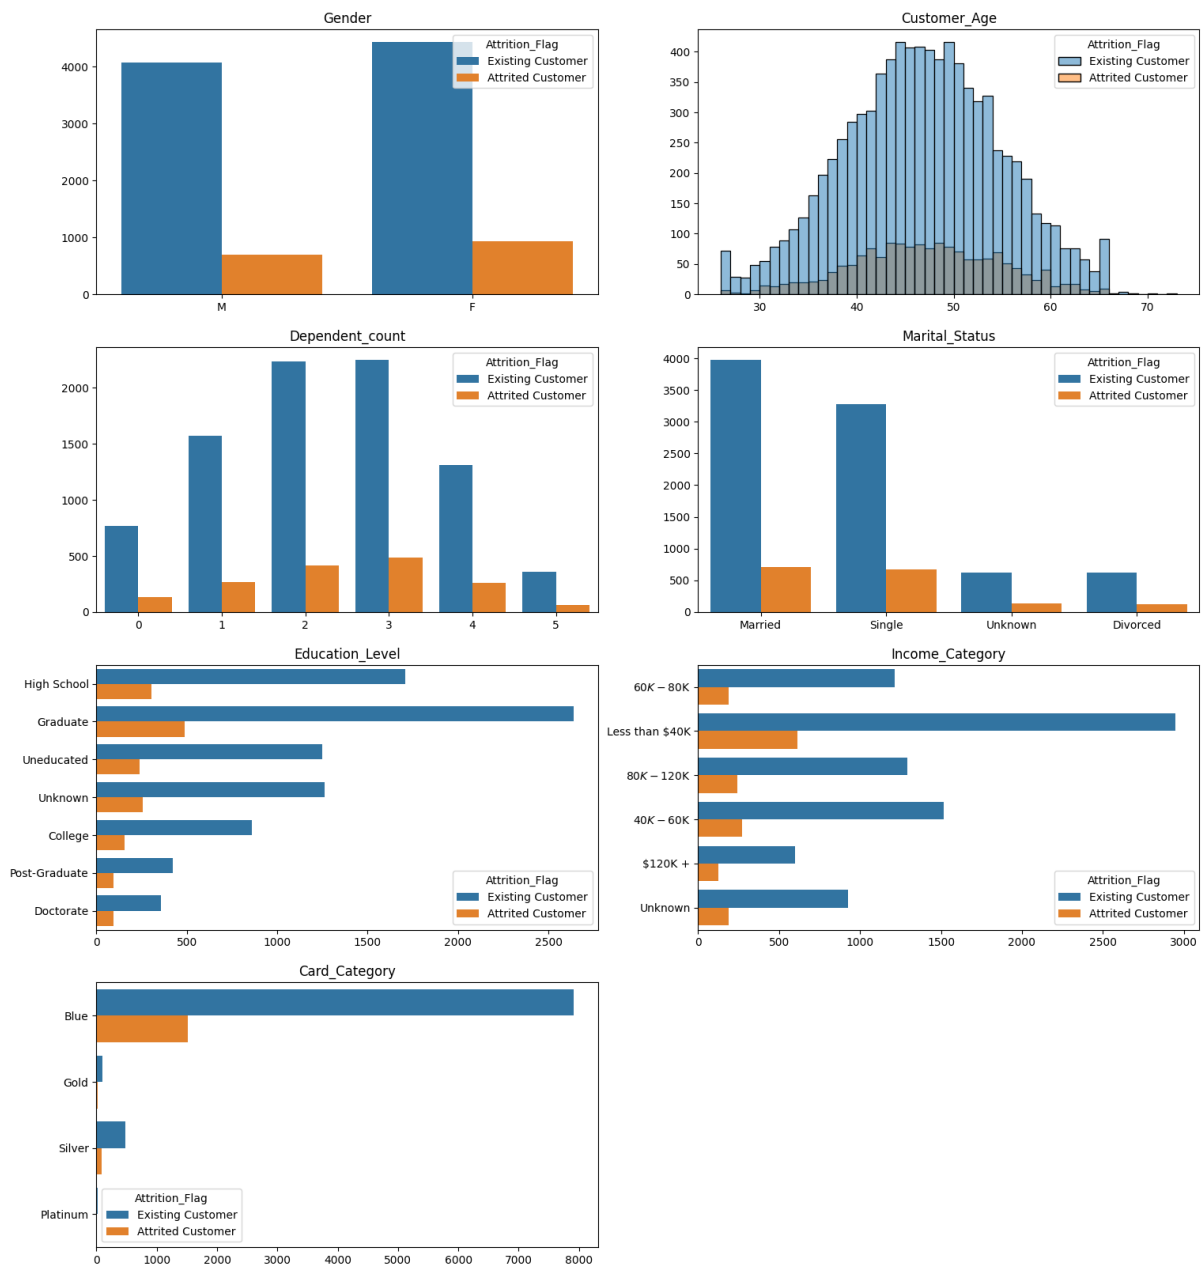 Gender
Attrition_Flag
Existing Customer
Attrited Customer
4000
3000
2000
1000
0
M F
Customer_Age
Attrition_Flag
Existing Customer
Attrited Customer
400
350
300
250
200
150
100
50
0
30 40 50 60 70
Dependent_count
Attrition_Flag
Existing Customer
Attrited Customer
2000
1500
1000
500
0
0 1 2 3 4 5
Marital_Status
Attrition_Flag
Existing Customer
Attrited Customer
4000
3500
3000
2500
2000
1500
1000
500
0
Married Single Unknown Divorced
Education_Level
High School
Graduate
Uneducated
Unknown
College
Post-Graduate
Doctorate
Attrition_Flag
Existing Customer
Attrited Customer
0 500 1000 1500 2000 2500
Income_Category
60K − 80K
Less than $40K
80K − 120K
40K − 60K
$120K +
Unknown
Attrition_Flag
Existing Customer
Attrited Customer
0 500 1000 1500 2000 2500 3000
Card_Category
Blue
Gold
Silver
Platinum
Attrition_Flag
Existing Customer
Attrited Customer
0 1000 2000 3000 4000 5000 6000 7000 8000